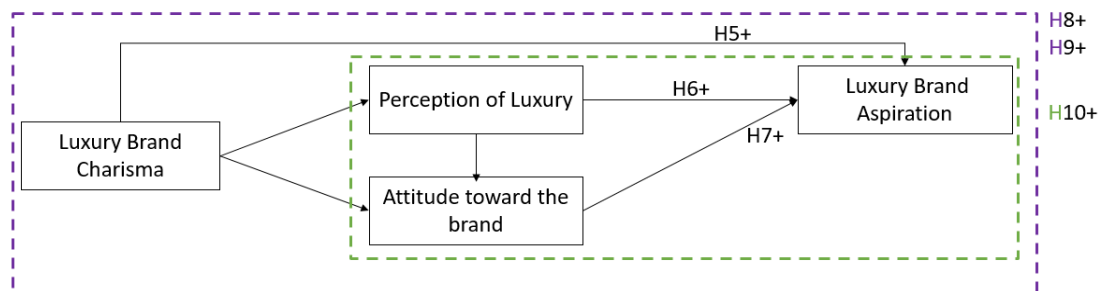 H8+
H5+
H9+
Perception of Luxury
H6+
Luxury Brand
Aspiration
H10+
Luxury Brand
Charisma
H7+
Attitude toward the
brand